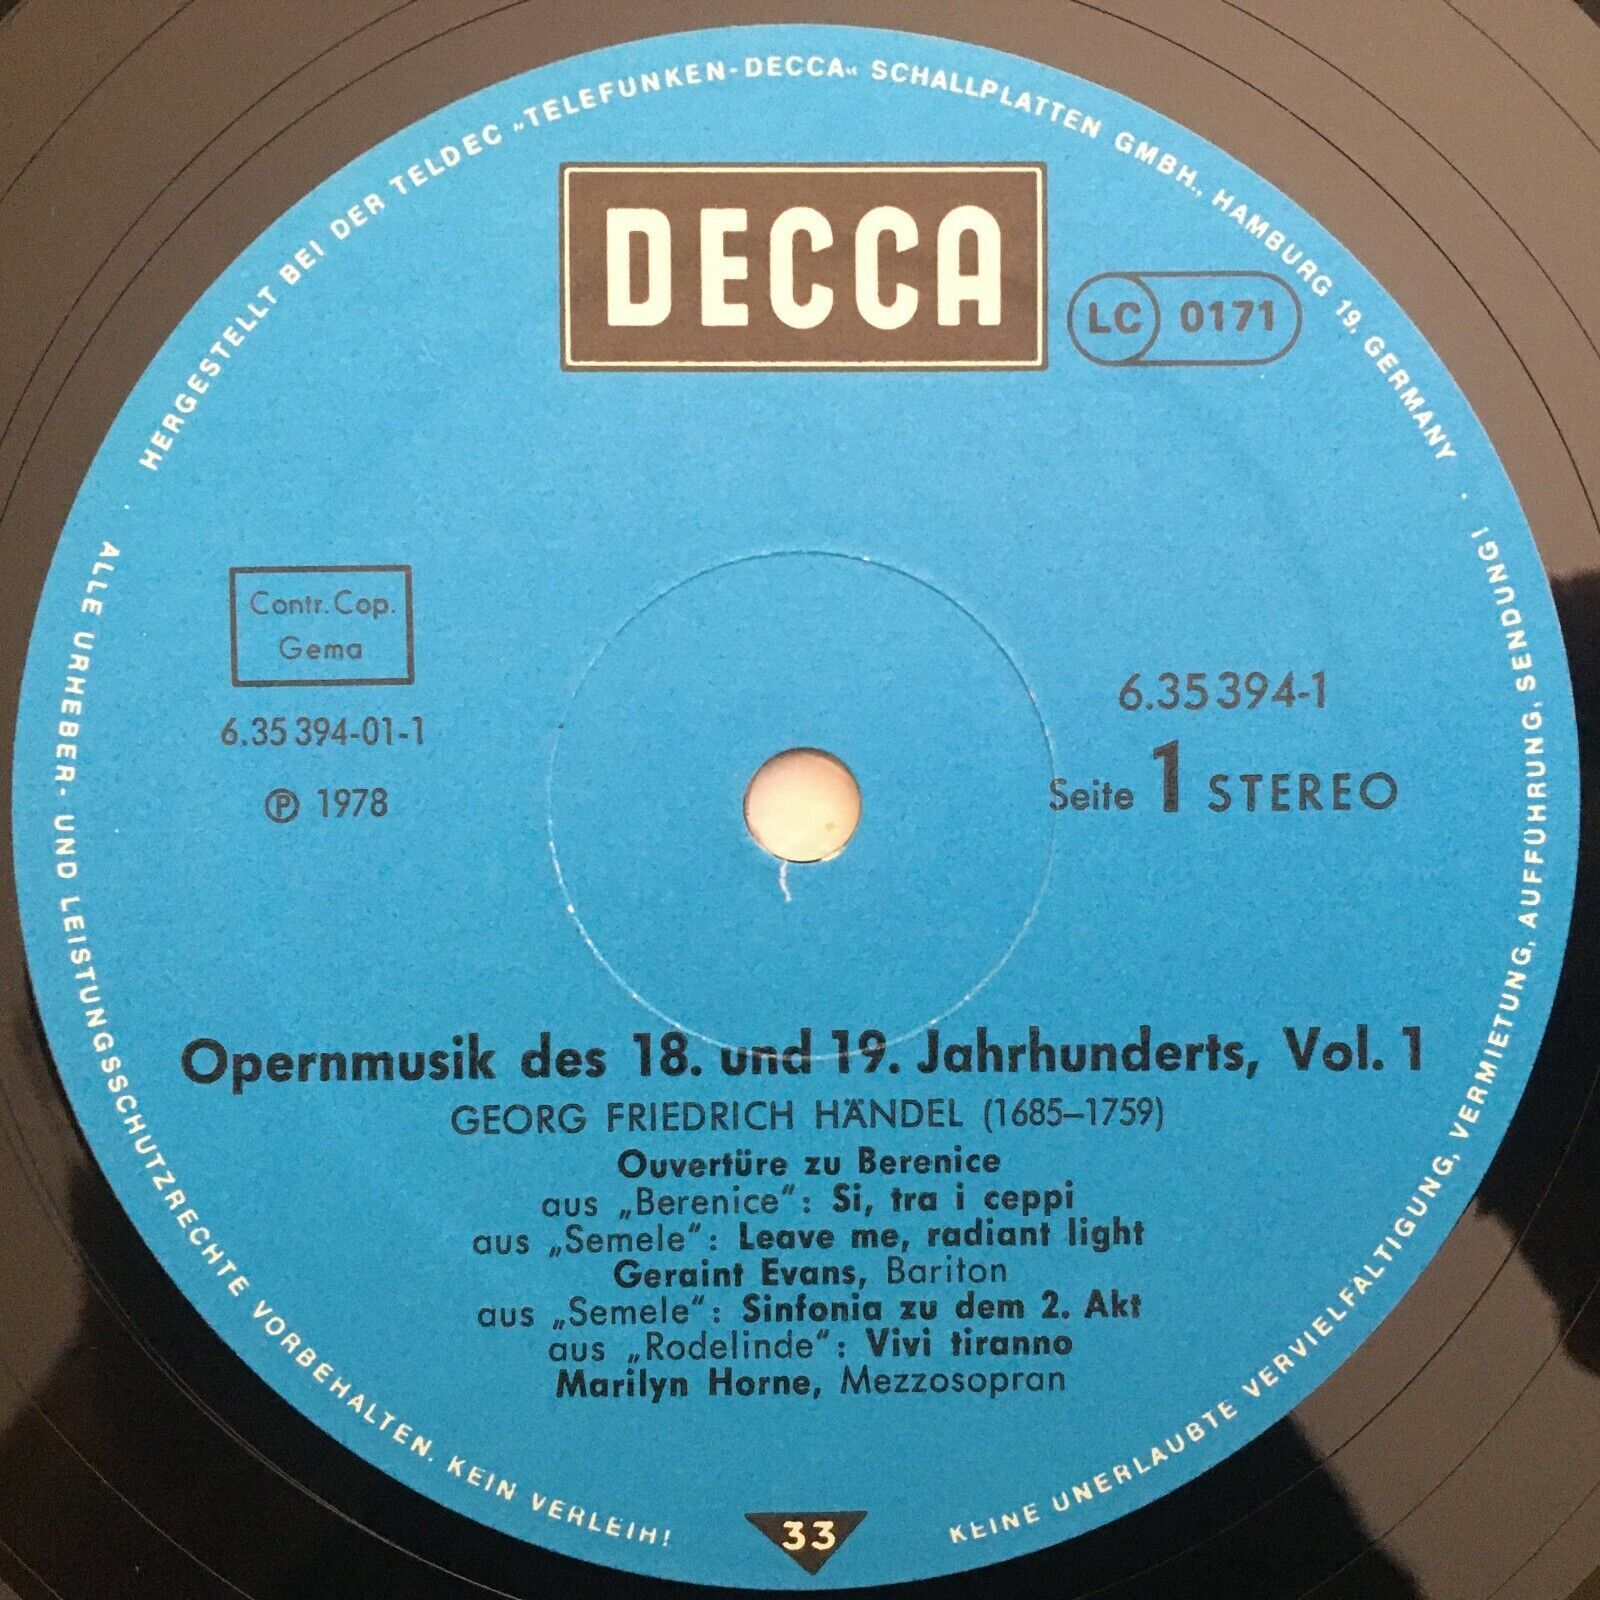 HERGESTELLT BEI DER TELDEC „TELEFUNKEN-DECCA“ SCHALLPLATTEN GMBH., HAMBURG 19, GERMANY
DECCA
LC 0171
Contr. Cop.
Gema
6.35 394-01-1
Ⓟ 1978
6.35 394-1
Seite 1 STEREO
Opernmusik des 18. und 19. Jahrhunderts, Vol. 1
GEORG FRIEDRICH HÄNDEL (1685–1759)
Ouvertüre zu Berenice
aus „Berenice“: Si, tra i ceppi
aus „Semele“: Leave me, radiant light
Geraint Evans, Bariton
aus „Semele“: Sinfonia zu dem 2. Akt
aus „Rodelinde“: Vivi tiranno
Marilyn Horne, Mezzosopran
33
ALLE URHEBER- UND LEISTUNGSSCHUTZRECHTE VORBEHALTEN. KEIN VERLEIH!
KEINE UNERLAUBTE VERVIELFALTIGUNG, VERMIETUNG, AUFFÜHRUNG, SENDUNG!